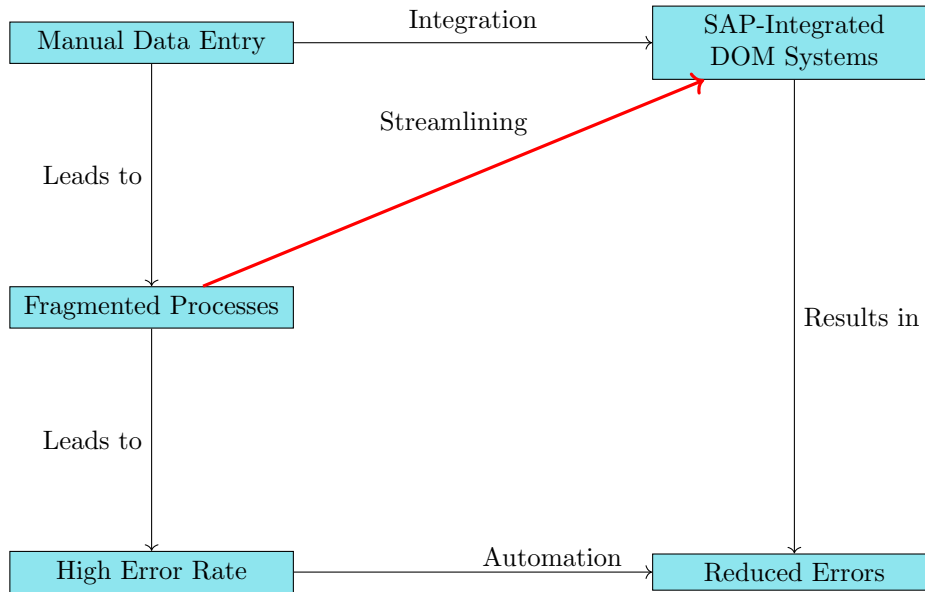 Integration
Manual Data Entry
SAP-Integrated
DOM Systems
Streamlining
Leads to
Fragmented Processes
Results in
Leads to
Automation
High Error Rate
Reduced Errors